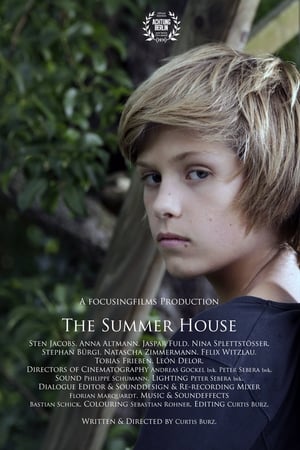 ACHTUNG
BERLIN
A FOCUSINGFILMS PRODUCTION
THE SUMMER HOUSE
STEN JACOBS, ANNA ALTMANN, JASPAR FULD, NINA SPLETTSTÖSSER,
STEPHAN BÜRGI, NATASCHA ZIMMERMANN, FELIX WITZLAU,
TOBIAS FRIEBEN, LEÓN DELOR,
DIRECTORS OF CINEMATOGRAPHY ANDREAS GOCKEL BVK, PETER SEBERA BVK,
SOUND PHILIPPE SCHUMANN, LIGHTING PETER SEBERA BVK,
DIALOGUE EDITOR & SOUNDDESIGN & RE-RECORDING MIXER
FLORIAN MARQUARDT, MUSIC & SOUNDEFFECTS
BASTIAN SCHICK, COLOURING SEBASTIAN ROHNER, EDITING CURTIS BURZ,
WRITTEN & DIRECTED BY CURTIS BURZ.